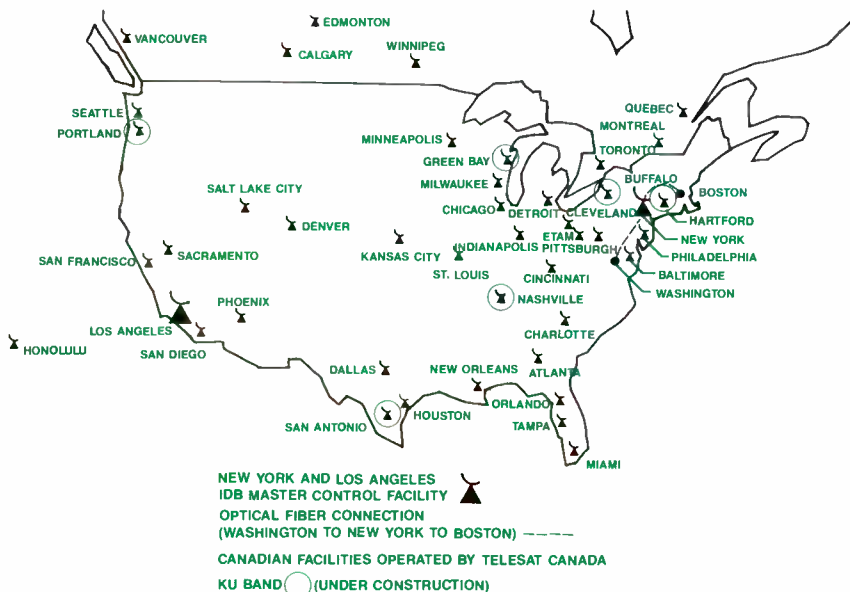 EDMONTON
VANCOUVER
WINNIPEG
CALGARY
SEATTLE
PORTLAND
QUEBEC
MONTREAL
MINNEAPOLIS
TORONTO
GREEN BAY
BUFFALO
MILWAUKEE
BOSTON
SALT LAKE CITY
CHICAGO
DETROIT
CLEVELAND
HARTFORD
DENVER
ETAM
NEW YORK
SACRAMENTO
KANSAS CITY
INDIANAPOLIS
PITTSBURGH
PHILADELPHIA
SAN FRANCISCO
ST. LOUIS
CINCINNATI
BALTIMORE
WASHINGTON
PHOENIX
NASHVILLE
LOS ANGELES
CHARLOTTE
HONOLULU
SAN DIEGO
DALLAS
NEW ORLEANS
ATLANTA
ORLANDO
HOUSTON
SAN ANTONIO
TAMPA
MIAMI
NEW YORK AND LOS ANGELES
IDB MASTER CONTROL FACILITY
OPTICAL FIBER CONNECTION
(WASHINGTON TO NEW YORK TO BOSTON)
CANADIAN FACILITIES OPERATED BY TELESAT CANADA
KU BAND (UNDER CONSTRUCTION)